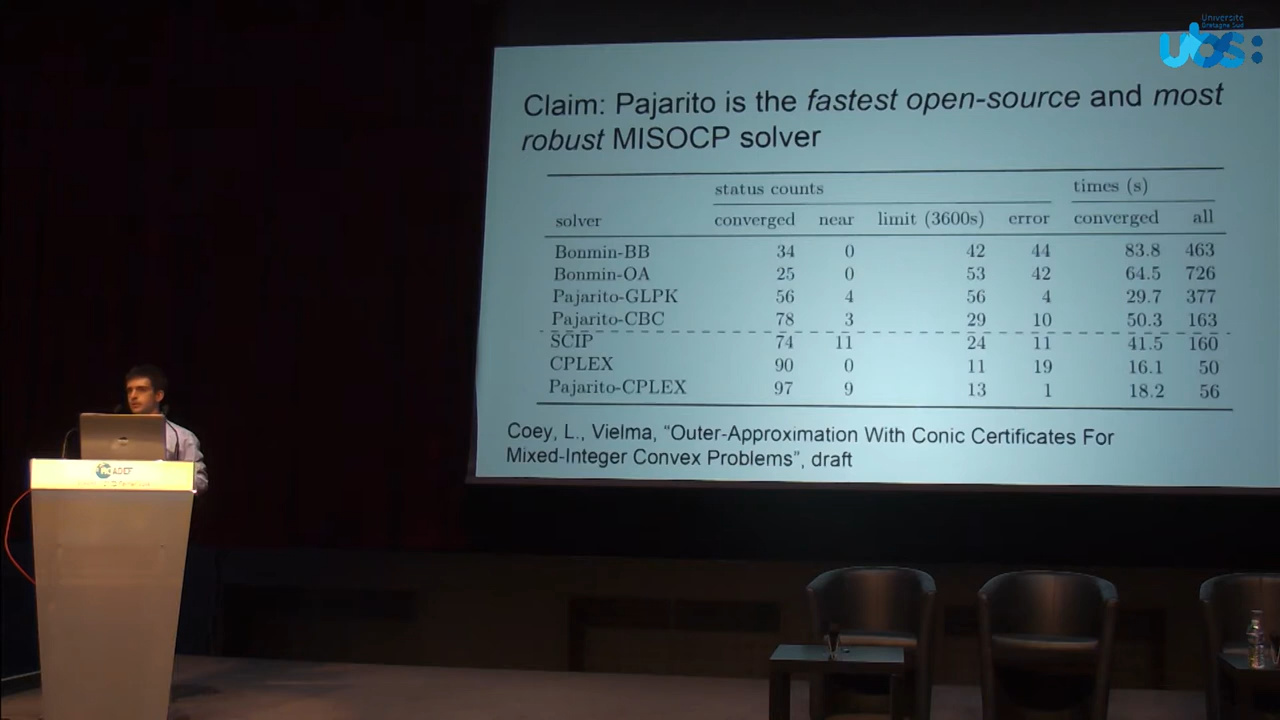 Université
Bretagne Sud
ubs:
Claim: Pajarito is the fastest open-source and most
robust MISOCP solver
status counts times (s)
solver converged near limit (3600s) error converged all
Bonmin-BB 34 0 42 44 83.8 463
Bonmin-OA 25 0 53 42 64.5 726
Pajarito-GLPK 56 4 56 4 29.7 377
Pajarito-CBC 78 3 29 10 50.3 163
SCIP 74 11 24 11 41.5 160
CPLEX 90 0 11 19 16.1 50
Pajarito-CPLEX 97 9 13 1 18.2 56
Coey, L., Vielma, “Outer-Approximation With Conic Certificates For
Mixed-Integer Convex Problems”, draft
ROADEF